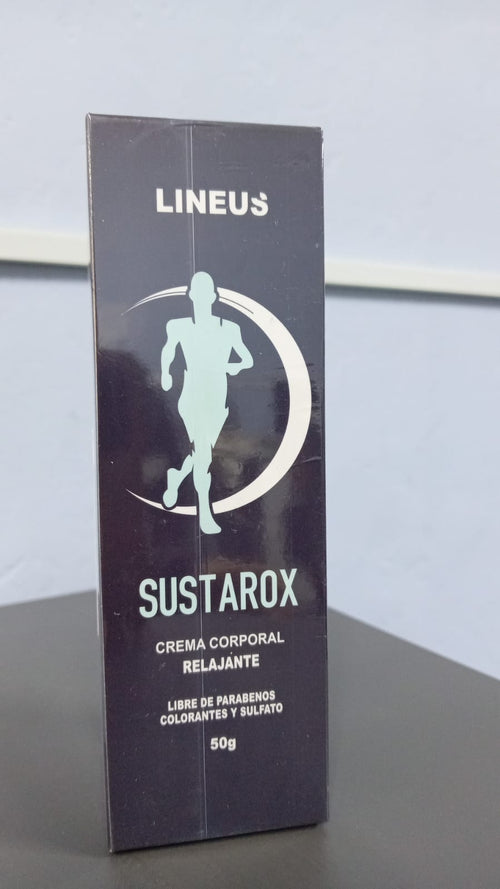 LINEUS
SUSTAROX
CREMA CORPORAL
RELAJANTE
LIBRE DE PARABENOS
COLORANTES Y SULFATO
50g